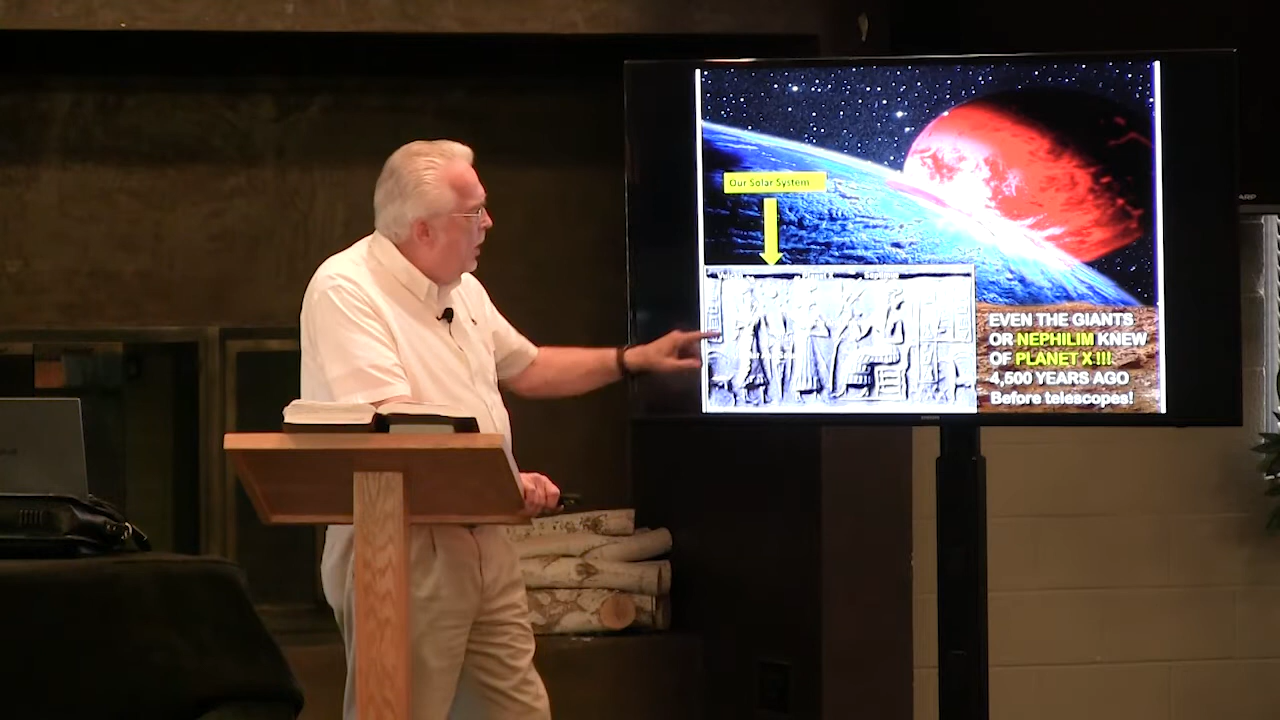 Our Solar System
EVEN THE GIANTS
OR NEPHILIM KNEW
OF PLANET X !!!
4,500 YEARS AGO
Before telescopes!